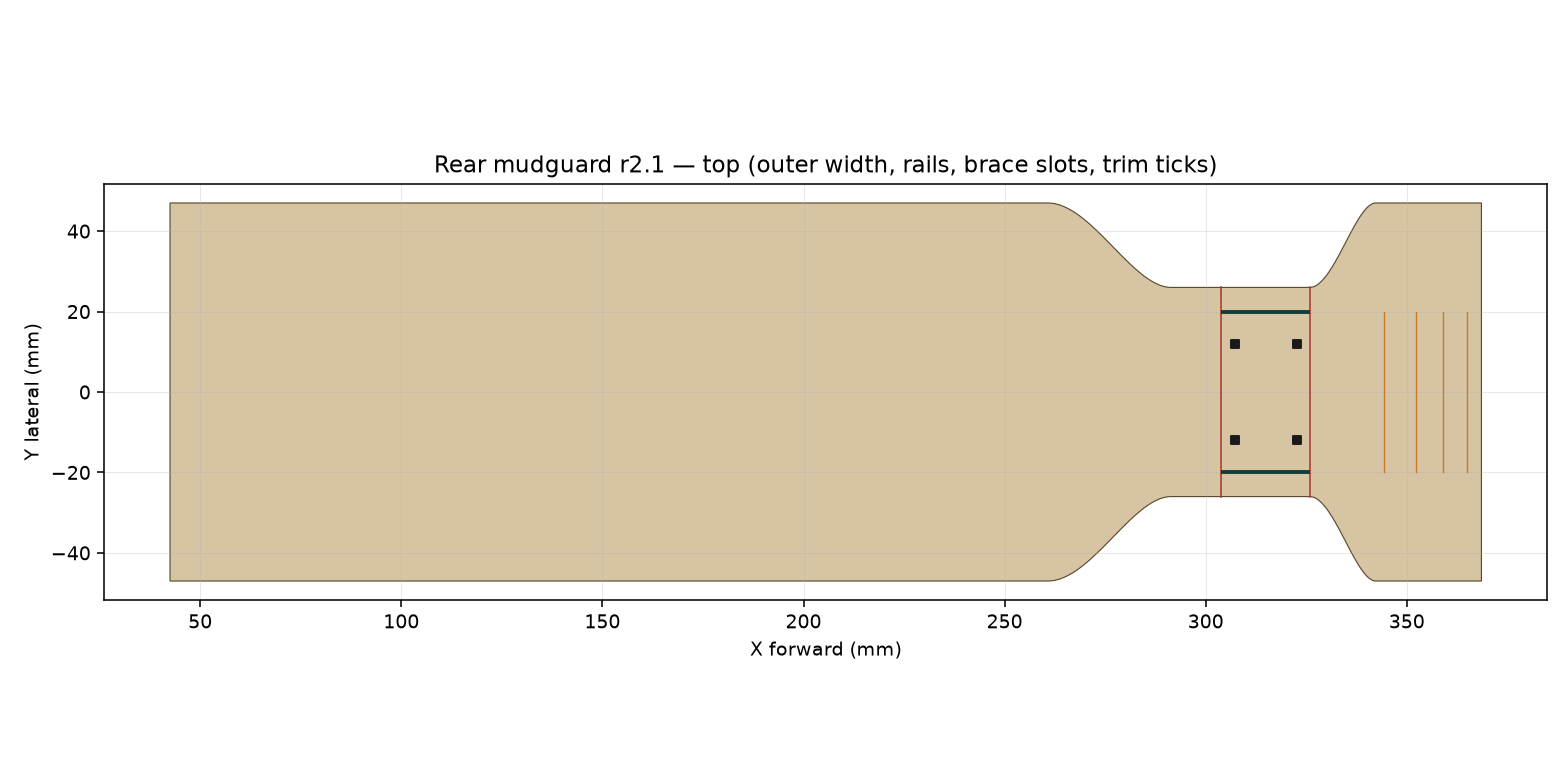 Rear mudguard r2.1 — top (outer width, rails, brace slots, trim ticks)
40
20
0
−20
−40
Y lateral (mm)
50 100 150 200 250 300 350
X forward (mm)